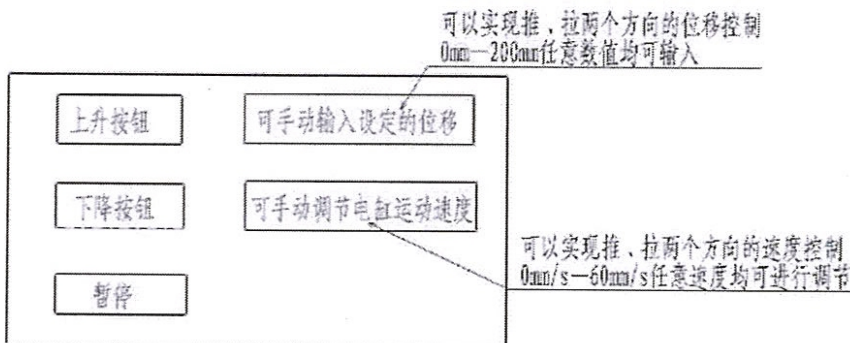 可以实现推、拉两个方向的位移控制
0mm—200mm任意数值均可输入
上升按钮
可手动输入设定的位移
下降按钮
可手动调节电缸运动速度
可以实现推、拉两个方向的速度控制
0mm/s—60mm/s任意速度均可进行调节
暂停